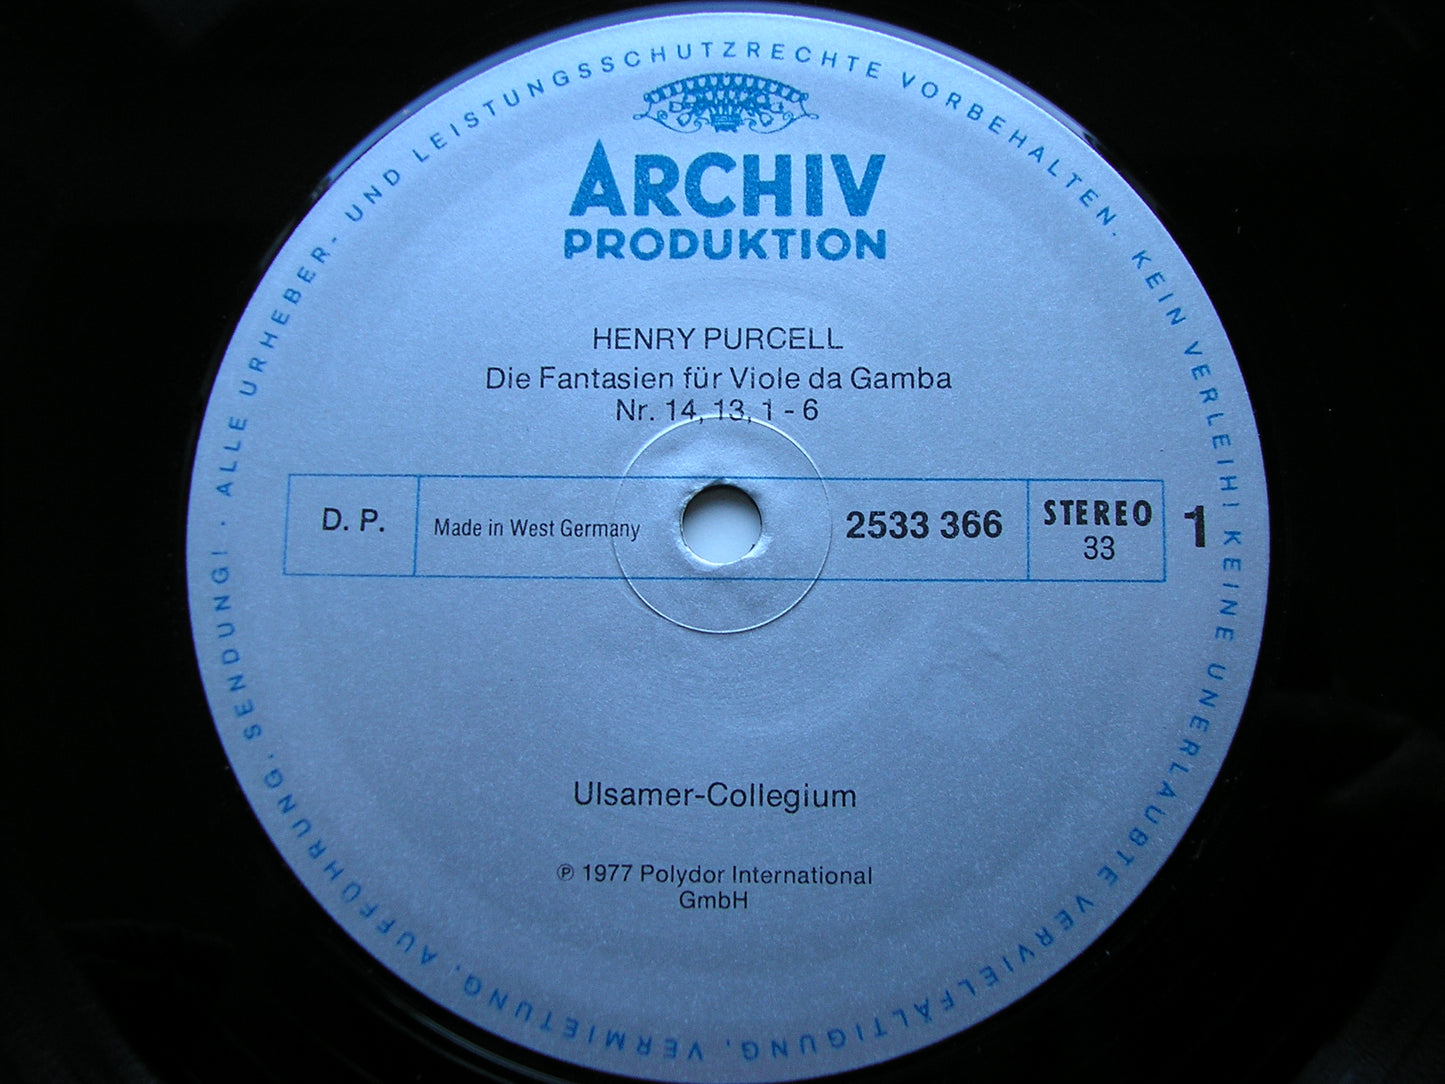 ALLE URHEBER- UND LEISTUNGSSCHUTZRECHTE VORBEHALTEN. KEIN VERLEIH! KEINE UNERLAUBTE VERVIELFÄLTIGUNG, VERMIETUNG, AUFFÜHRUNG, SENDUNG! ·
ARCHIV
PRODUKTION
HENRY PURCELL
Die Fantasien für Viole da Gamba
Nr. 14, 13, 1 - 6
D. P.
Made in West Germany
2533 366
STEREO
33
1
Ulsamer-Collegium
℗ 1977 Polydor International
GmbH